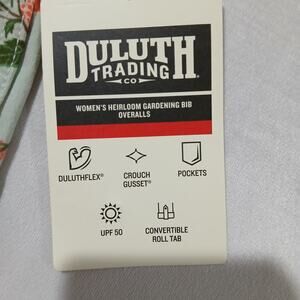 DULUTH
TRADING
CO
WOMEN'S HEIRLOOM GARDENING BIB
OVERALLS
DULUTHFLEX®
CROUCH
GUSSET®
POCKETS
UPF 50
CONVERTIBLE
ROLL TAB